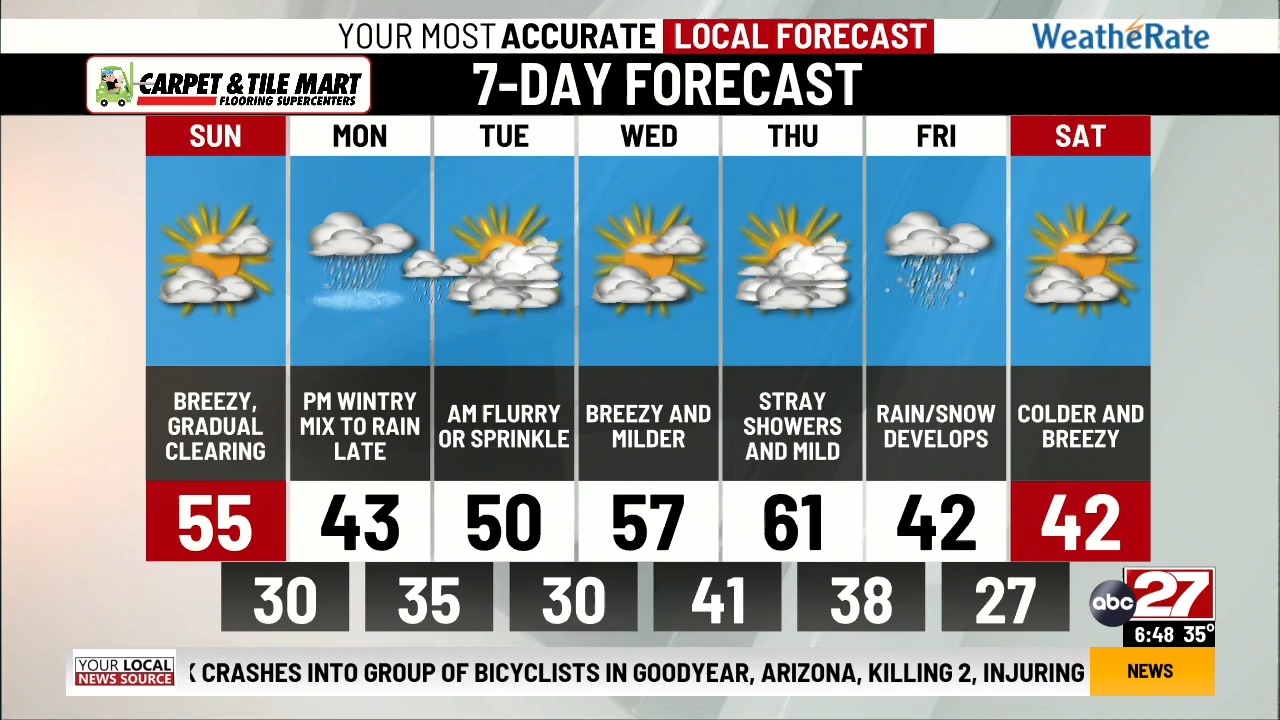 YOUR MOST ACCURATE LOCAL FORECAST
WeatheRate
CARPET & TILE MART
FLOORING SUPERCENTERS
7-DAY FORECAST
SUN MON TUE WED THU FRI SAT
BREEZY,
GRADUAL
CLEARING
PM WINTRY
MIX TO RAIN
LATE
AM FLURRY
OR SPRINKLE
BREEZY AND
MILDER
STRAY
SHOWERS
AND MILD
RAIN/SNOW
DEVELOPS
COLDER AND
BREEZY
55 43 50 57 61 42 42
30 35 30 41 38 27
abc 27
6:48 35°
YOUR LOCAL
NEWS SOURCE
CRASHES INTO GROUP OF BICYCLISTS IN GOODYEAR, ARIZONA, KILLING 2, INJURING
NEWS